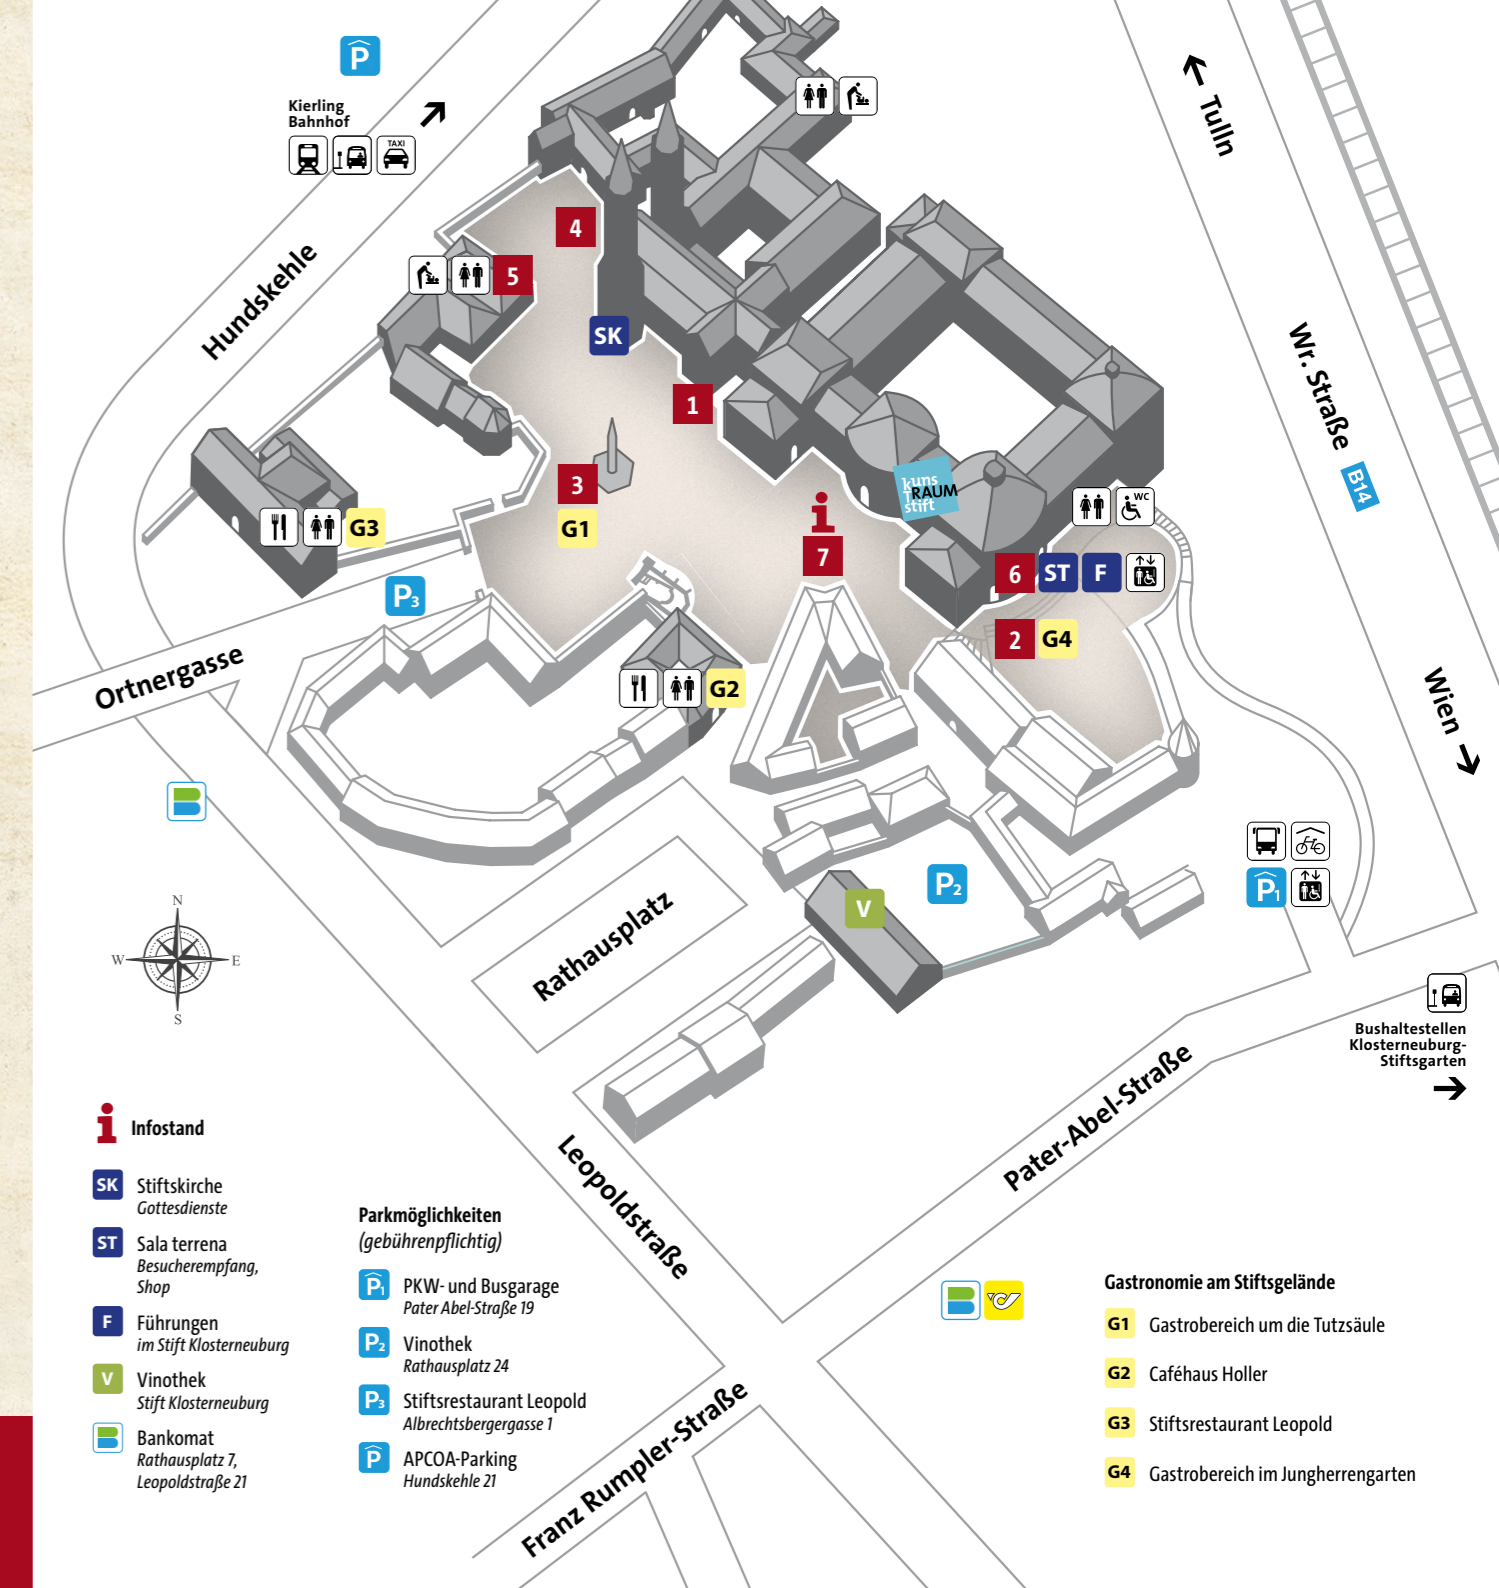 P
Kierling
Bahnhof
TAXI
Hundskehle
Tulln
Wr. Straße
B14
Wien
4
5
SK
1
3
G1
G3
P3
kuns
TRAUM
stift
7
WC
6
ST
F
2
G4
G2
Ortnergasse
N
W
E
S
Rathausplatz
V
P2
P1
Bushaltestellen
Klosterneuburg-
Stiftsgarten
Pater-Abel-Straße
Leopoldstraße
Franz Rumpler-Straße
i Infostand
SK Stiftskirche
Gottesdienste
ST Sala terrena
Besucherempfang,
Shop
F Führungen
im Stift Klosterneuburg
V Vinothek
Stift Klosterneuburg
Bankomat
Rathausplatz 7,
Leopoldstraße 21
Parkmöglichkeiten
(gebührenpflichtig)
P1 PKW- und Busgarage
Pater Abel-Straße 19
P2 Vinothek
Rathausplatz 24
P3 Stiftsrestaurant Leopold
Albrechtsbergergasse 1
P APCOA-Parking
Hundskehle 21
Gastronomie am Stiftsgelände
G1 Gastrobereich um die Tutzsäule
G2 Caféhaus Holler
G3 Stiftsrestaurant Leopold
G4 Gastrobereich im Jungherrengarten